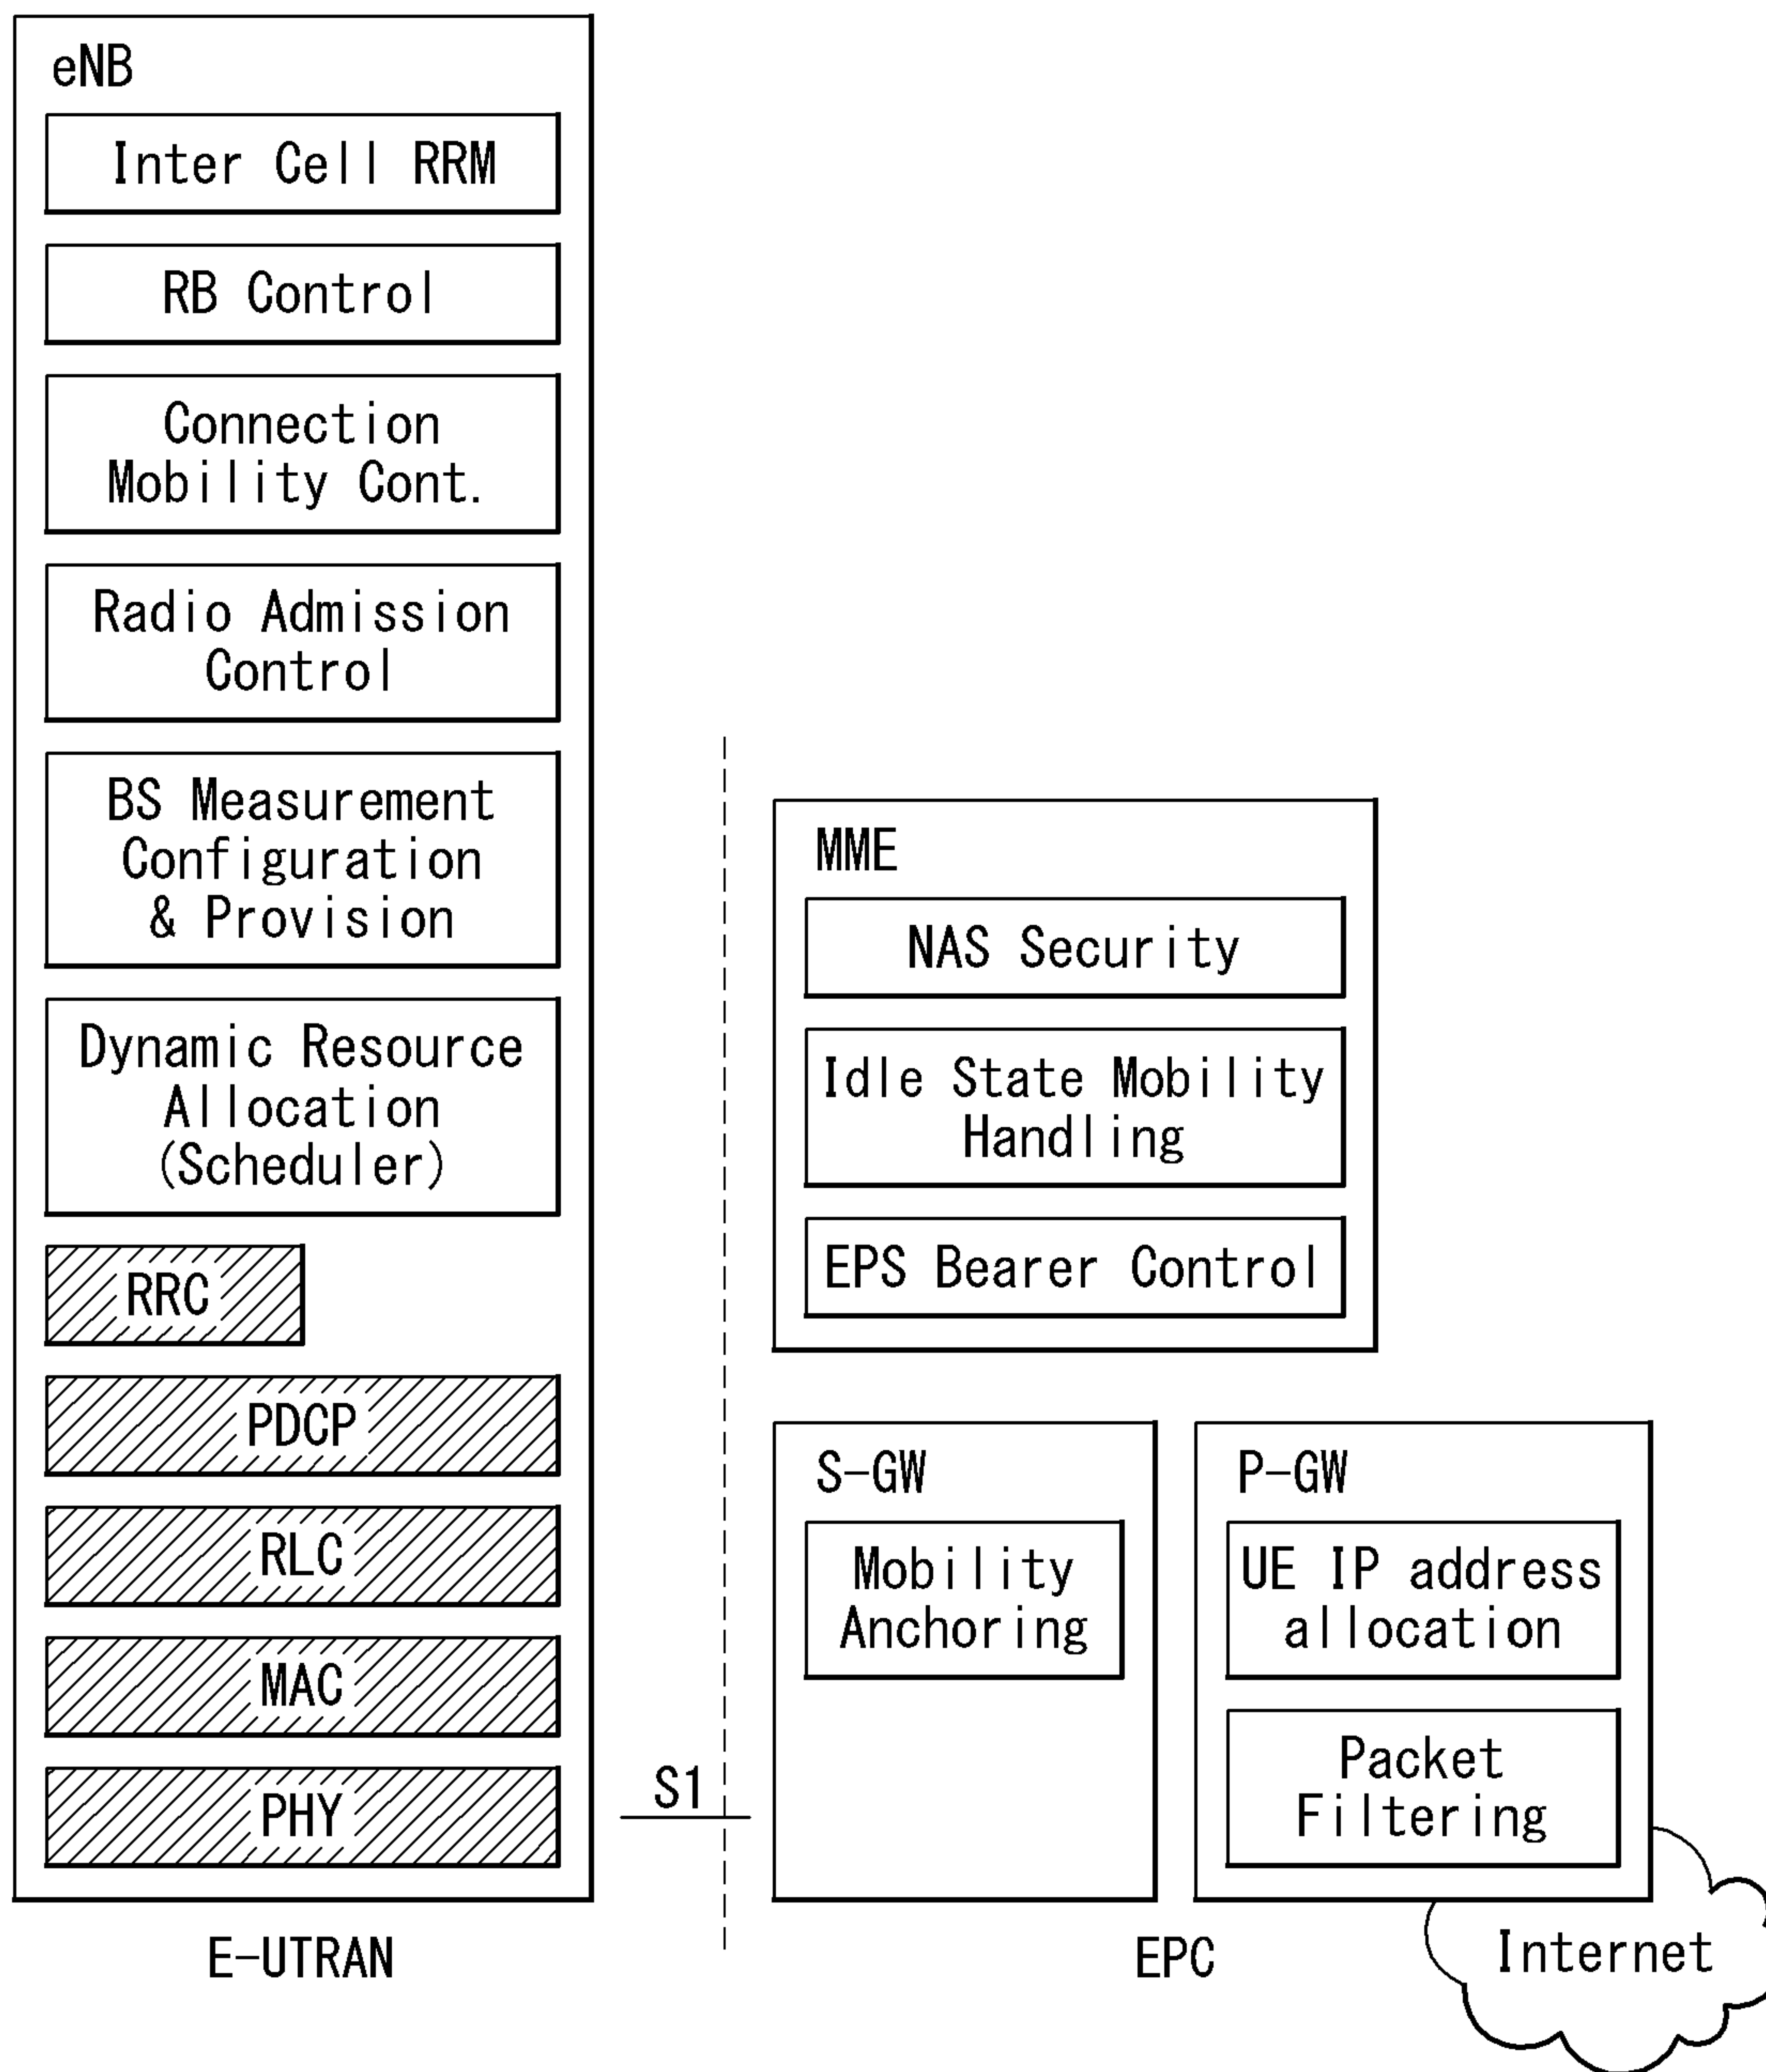 eNB
Inter Cell RRM
RB Control
Connection
Mobility Cont.
Radio Admission
Control
BS Measurement
Configuration
& Provision
Dynamic Resource
Allocation
(Scheduler)
RRC
PDCP
RLC
MAC
PHY
S1
MME
NAS Security
Idle State Mobility
Handling
EPS Bearer Control
S-GW
Mobility
Anchoring
P-GW
UE IP address
allocation
Packet
Filtering
E-UTRAN
EPC
Internet